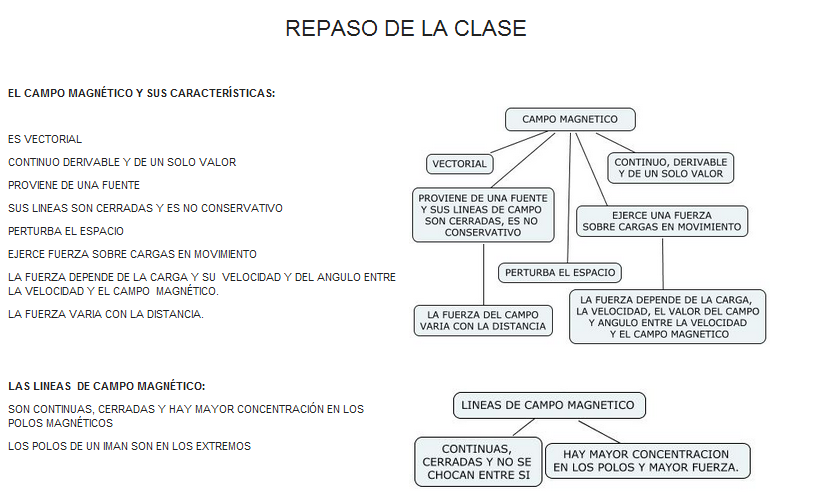 REPASO DE LA CLASE
EL CAMPO MAGNÉTICO Y SUS CARACTERÍSTICAS:
ES VECTORIAL
CONTINUO DERIVABLE Y DE UN SOLO VALOR
PROVIENE DE UNA FUENTE
SUS LINEAS SON CERRADAS Y ES NO CONSERVATIVO
PERTURBA EL ESPACIO
EJERCE FUERZA SOBRE CARGAS EN MOVIMIENTO
LA FUERZA DEPENDE DE LA CARGA Y SU VELOCIDAD Y DEL ANGULO ENTRE
LA VELOCIDAD Y EL CAMPO MAGNÉTICO.
LA FUERZA VARIA CON LA DISTANCIA.
CAMPO MAGNETICO
VECTORIAL
CONTINUO, DERIVABLE
Y DE UN SOLO VALOR
PROVIENE DE UNA FUENTE
Y SUS LINEAS DE CAMPO
SON CERRADAS, ES NO
CONSERVATIVO
EJERCE UNA FUERZA
SOBRE CARGAS EN MOVIMIENTO
PERTURBA EL ESPACIO
LA FUERZA DEL CAMPO
VARIA CON LA DISTANCIA
LA FUERZA DEPENDE DE LA CARGA,
LA VELOCIDAD, EL VALOR DEL CAMPO
Y ANGULO ENTRE LA VELOCIDAD
Y EL CAMPO MAGNETICO
LAS LINEAS DE CAMPO MAGNÉTICO:
SON CONTINUAS, CERRADAS Y HAY MAYOR CONCENTRACIÓN EN LOS
POLOS MAGNÉTICOS
LOS POLOS DE UN IMAN SON EN LOS EXTREMOS
LINEAS DE CAMPO MAGNETICO
CONTINUAS,
CERRADAS Y NO SE
CHOCAN ENTRE SI
HAY MAYOR CONCENTRACION
EN LOS POLOS Y MAYOR FUERZA.